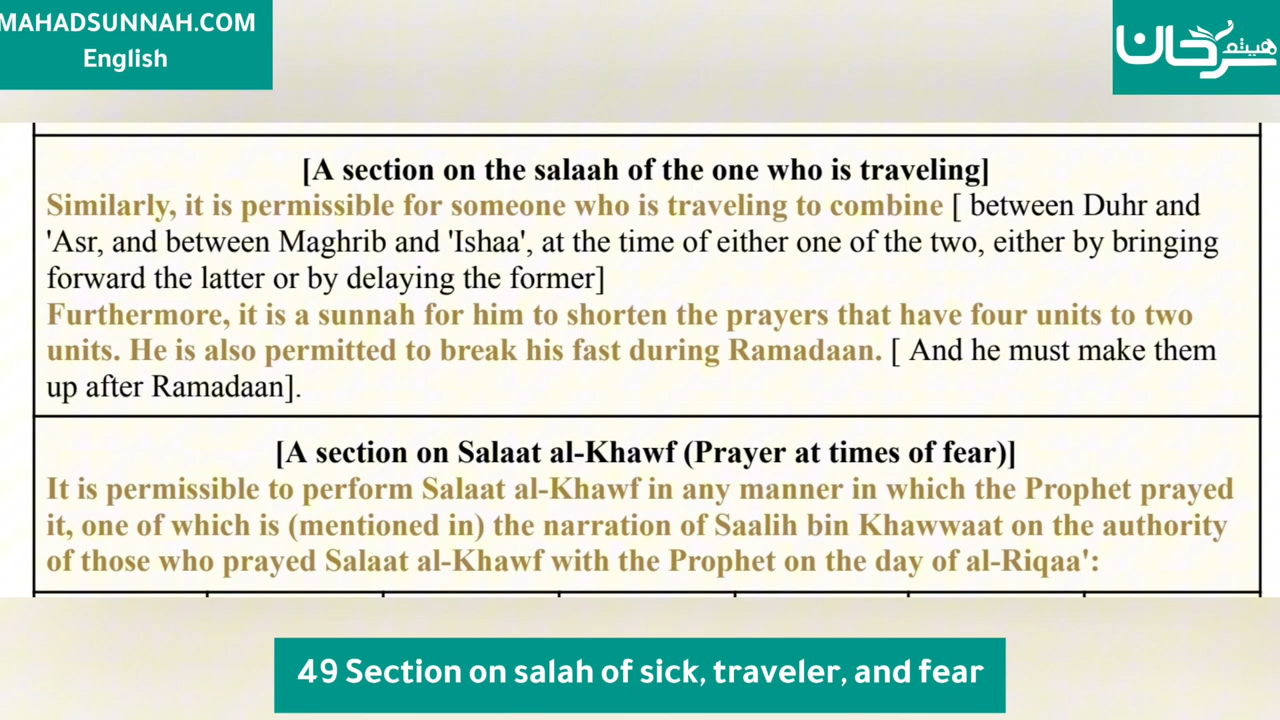 MAHADSUNNAH.COM
English
هيثم
سرحان
[A section on the salaah of the one who is traveling]
Similarly, it is permissible for someone who is traveling to combine [ between Duhr and
'Asr, and between Maghrib and 'Ishaa', at the time of either one of the two, either by bringing
forward the latter or by delaying the former]
Furthermore, it is a sunnah for him to shorten the prayers that have four units to two
units. He is also permitted to break his fast during Ramadaan. [ And he must make them
up after Ramadaan].
[A section on Salaat al-Khawf (Prayer at times of fear)]
It is permissible to perform Salaat al-Khawf in any manner in which the Prophet prayed
it, one of which is (mentioned in) the narration of Saalih bin Khawwaat on the authority
of those who prayed Salaat al-Khawf with the Prophet on the day of al-Riqaa':
49 Section on salah of sick, traveler, and fear